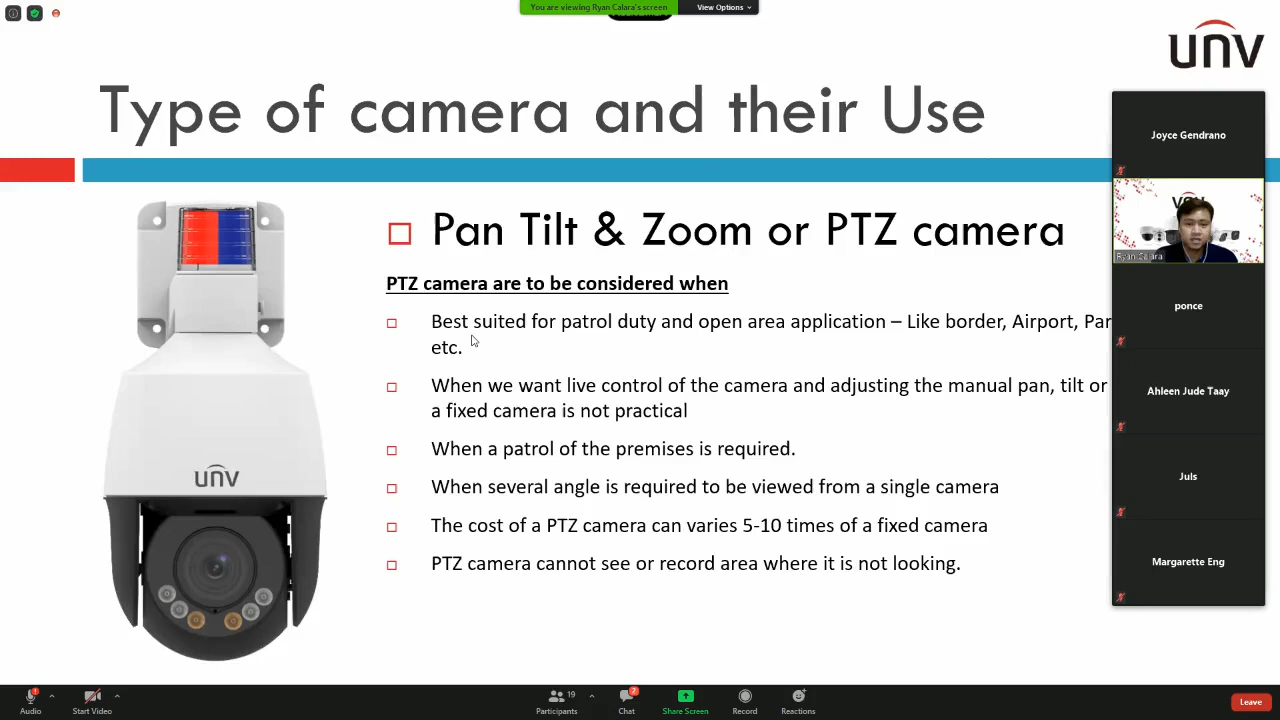 You are viewing Ryan Calara's screen
View Options
unv
Type of camera and their Use
Joyce Gendrano
Pan Tilt & Zoom or PTZ camera
Ryan Calara
PTZ camera are to be considered when
ponce
Best suited for patrol duty and open area application – Like border, Airport, Par
etc.
When we want live control of the camera and adjusting the manual pan, tilt or
a fixed camera is not practical
Ahleen Jude Taay
When a patrol of the premises is required.
unv
When several angle is required to be viewed from a single camera
Juls
The cost of a PTZ camera can varies 5-10 times of a fixed camera
PTZ camera cannot see or record area where it is not looking.
Margarette Eng
Audio
Start Video
19
Participants
2
Chat
Share Screen
Record
Reactions
Leave